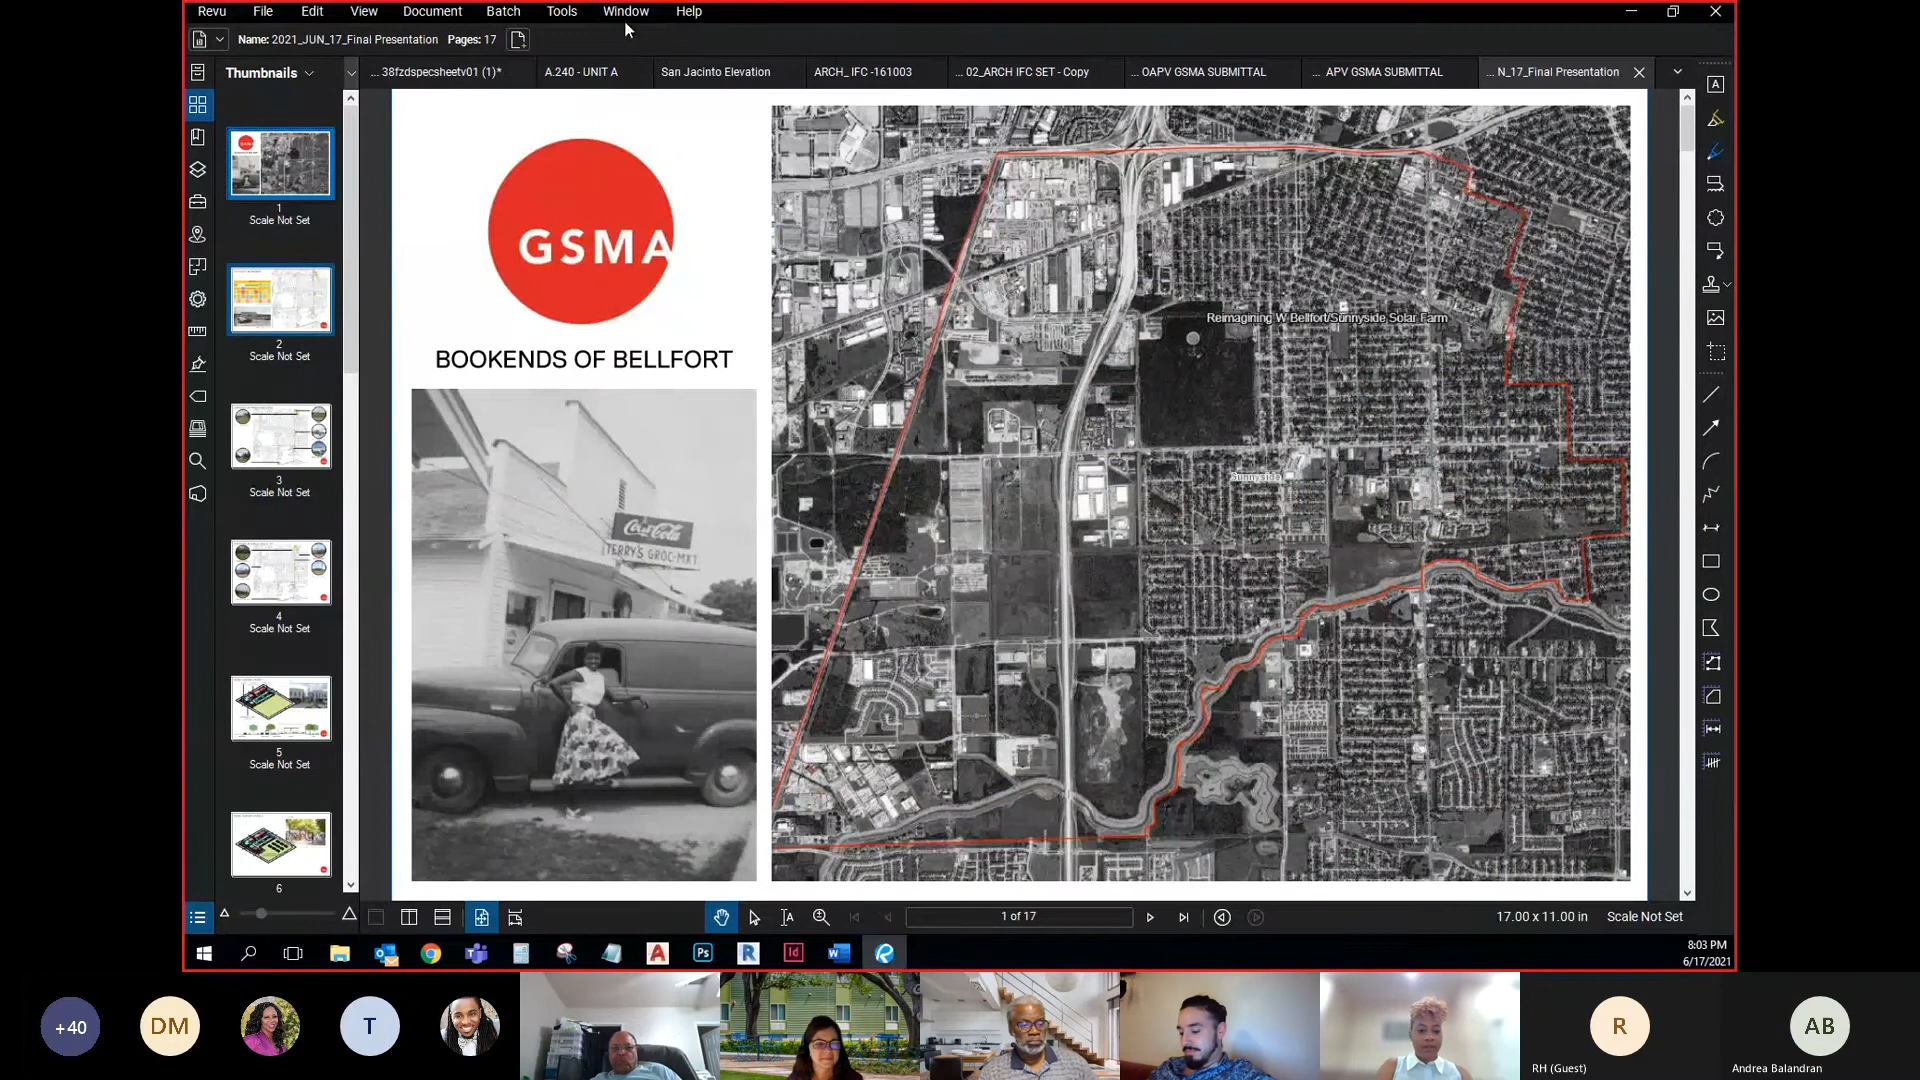 Revu File Edit View Document Batch Tools Window Help
Name: 2021_JUN_17_Final Presentation Pages: 17
Thumbnails
... 38fzdspecsheetv01 (1)* A.240 - UNIT A San Jacinto Elevation ARCH_ IFC -161003 ... 02_ARCH IFC SET - Copy ... OAPV GSMA SUBMITTAL ... APV GSMA SUBMITTAL ... N_17_Final Presentation
1
Scale Not Set
2
Scale Not Set
3
Scale Not Set
4
Scale Not Set
5
Scale Not Set
6
GSMA
BOOKENDS OF BELLFORT
Coca-Cola
TERRY'S GROC-MKT
Reimagining W Bellfort/Sunnyside Solar Farm
Sunnyside
1 of 17
17.00 x 11.00 in Scale Not Set
8:03 PM
6/17/2021
+40
DM
T
R
RH (Guest)
AB
Andrea Balandran